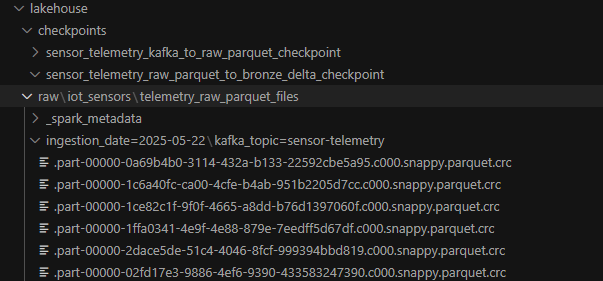 lakehouse
checkpoints
sensor_telemetry_kafka_to_raw_parquet_checkpoint
sensor_telemetry_raw_parquet_to_bronze_delta_checkpoint
raw\iot_sensors\telemetry_raw_parquet_files
_spark_metadata
ingestion_date=2025-05-22\kafka_topic=sensor-telemetry
.part-00000-0a69b4b0-3114-432a-b133-22592cbe5a95.c000.snappy.parquet.crc
.part-00000-1c6a40fc-ca00-4cfe-b4ab-951b2205d7cc.c000.snappy.parquet.crc
.part-00000-1ce82c1f-9f0f-4665-a8dd-b76d1397060f.c000.snappy.parquet.crc
.part-00000-1ffa0341-4e9f-4e88-879e-7eedff5d67df.c000.snappy.parquet.crc
.part-00000-2dace5de-51c4-4046-8fcf-999394bbd819.c000.snappy.parquet.crc
.part-00000-02fd17e3-9886-4ef6-9390-433583247390.c000.snappy.parquet.crc